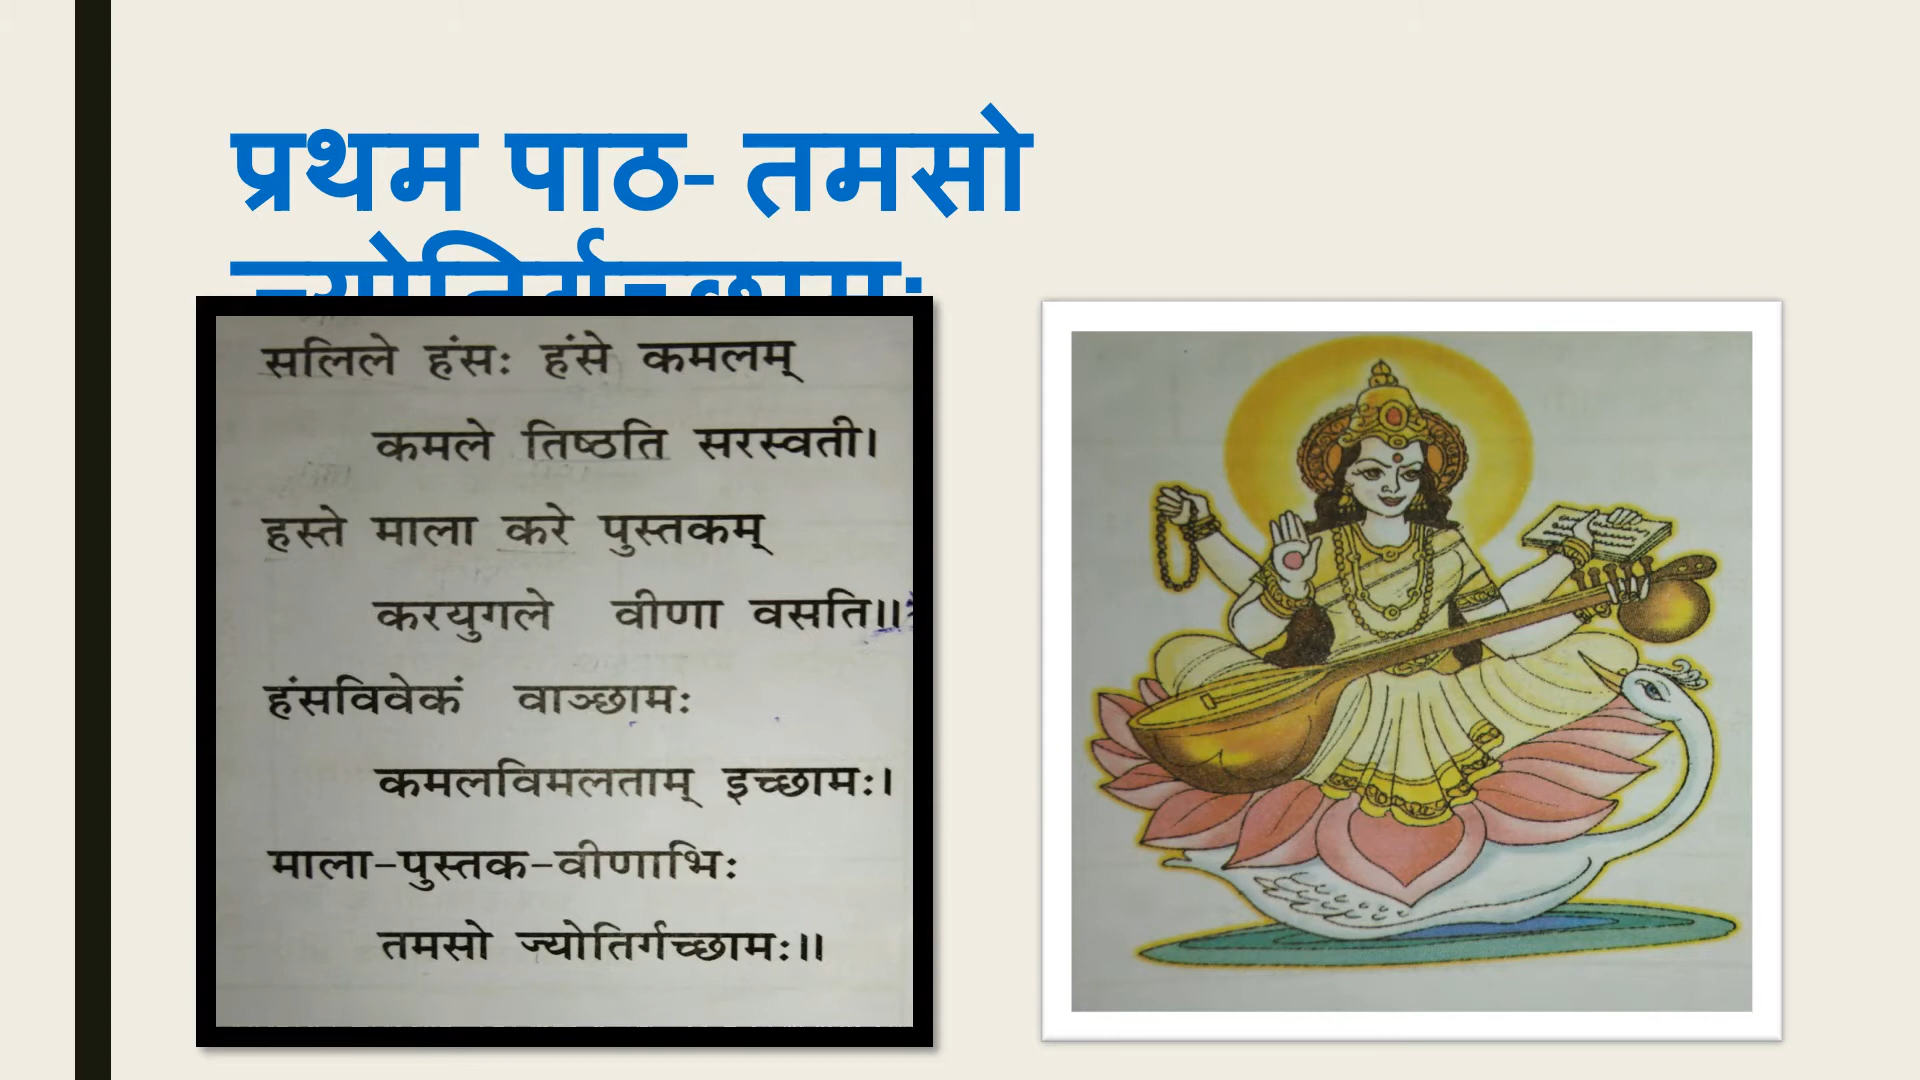 प्रथम पाठ- तमसो
ज्योतिर्गच्छामः
सलिले हंसः हंसे कमलम्
कमले तिष्ठति सरस्वती।
हस्ते माला करे पुस्तकम्
करयुगले वीणा वसति॥
हंसविवेकं वाञ्छामः
कमलविमलताम् इच्छामः।
माला-पुस्तक-वीणाभिः
तमसो ज्योतिर्गच्छामः॥